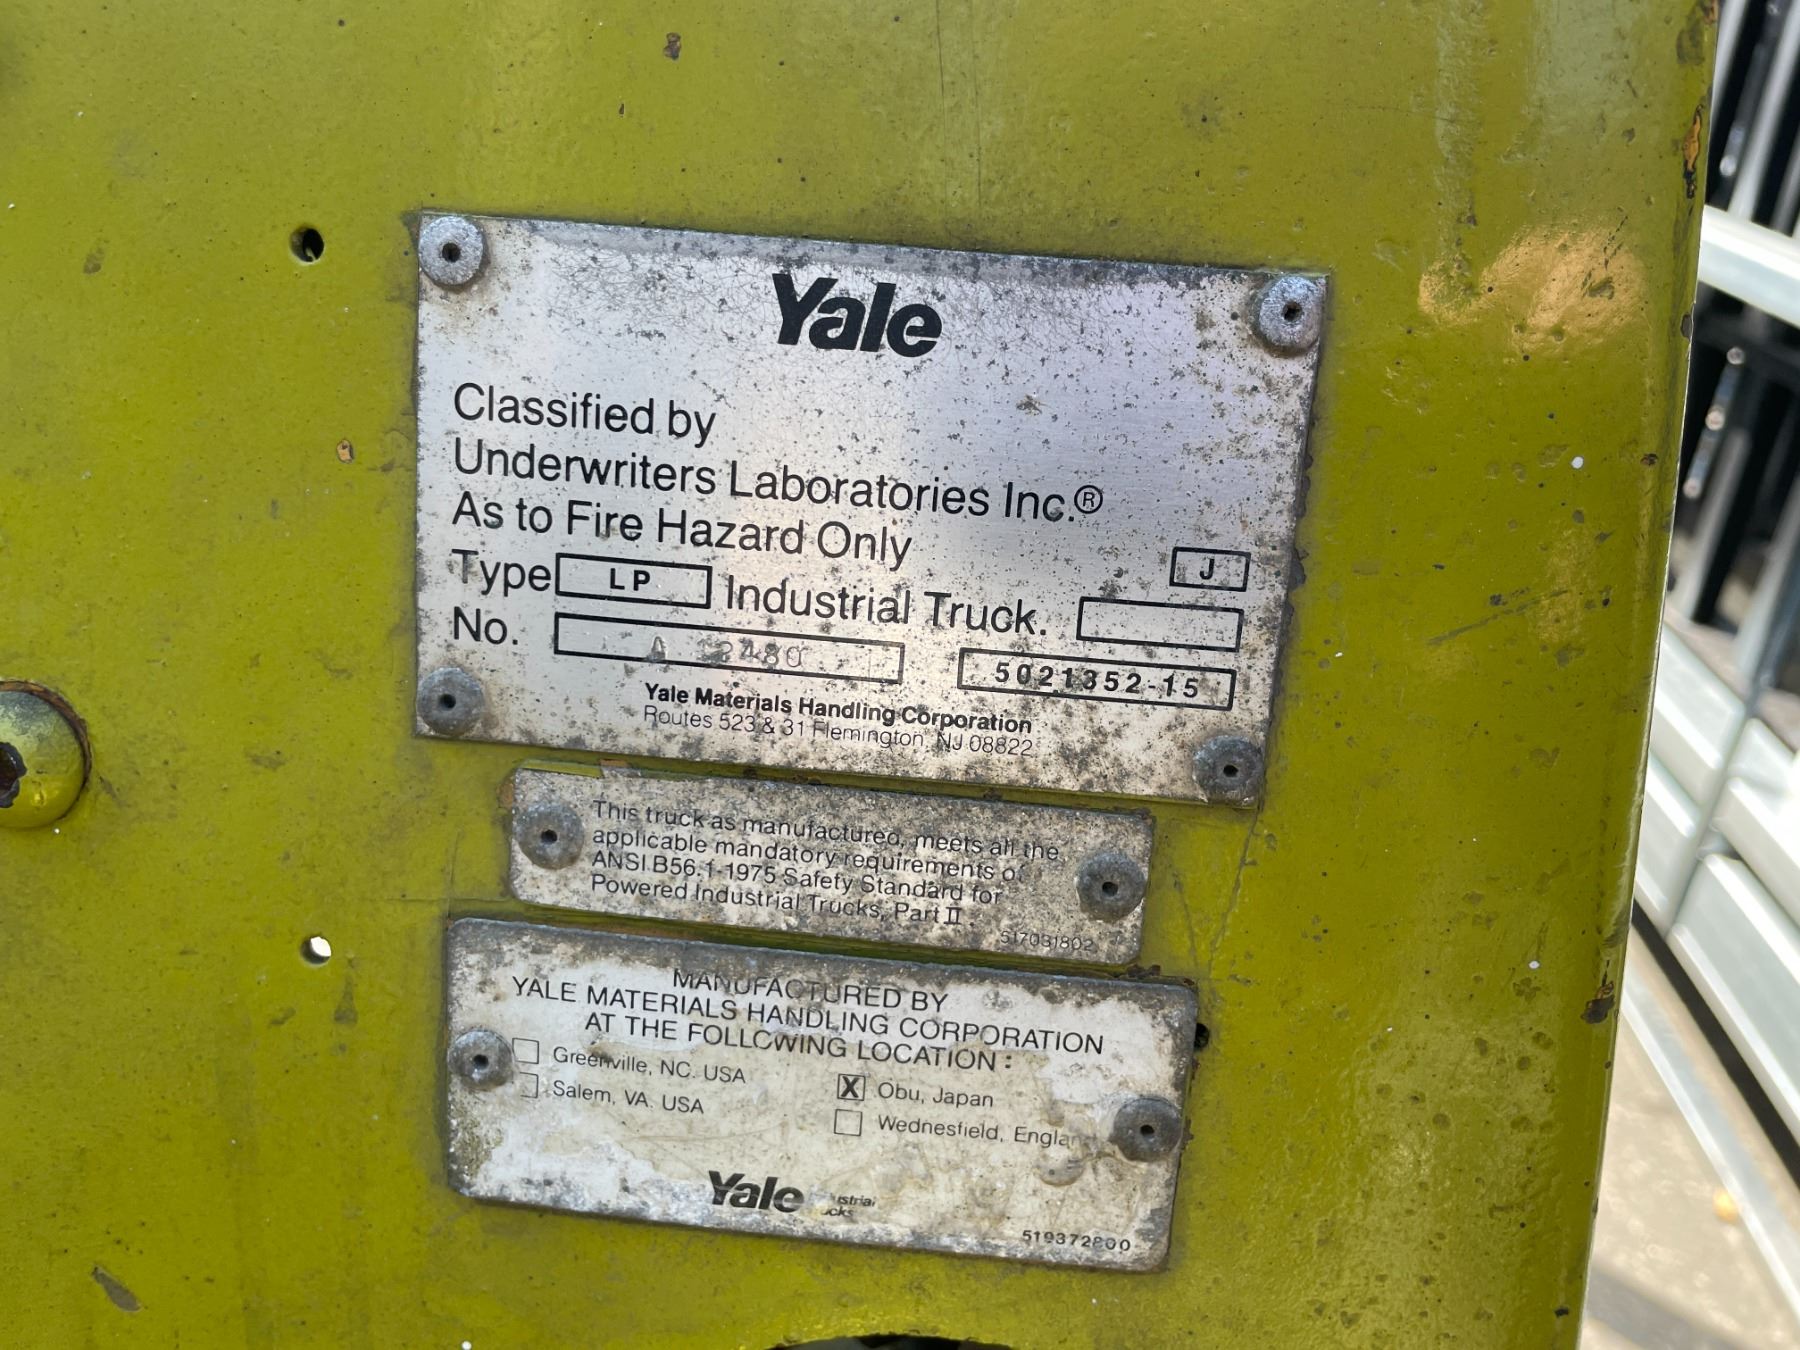 Yale
Classified by
Underwriters Laboratories Inc.®
As to Fire Hazard Only
J
Type LP Industrial Truck.
No. A 2480 5021352-15
Yale Materials Handling Corporation
Routes 523 & 31 Flemington, NJ 08822
This truck as manufactured, meets all the
applicable mandatory requirements of
ANSI.B56.1-1975 Safety Standard for
Powered Industrial Trucks, Part II.
517031802
MANUFACTURED BY
YALE MATERIALS HANDLING CORPORATION
AT THE FOLLOWING LOCATION:
Greenville, NC. USA
Salem, VA. USA
X Obu, Japan
Wednesfield, England
Yale
519372800